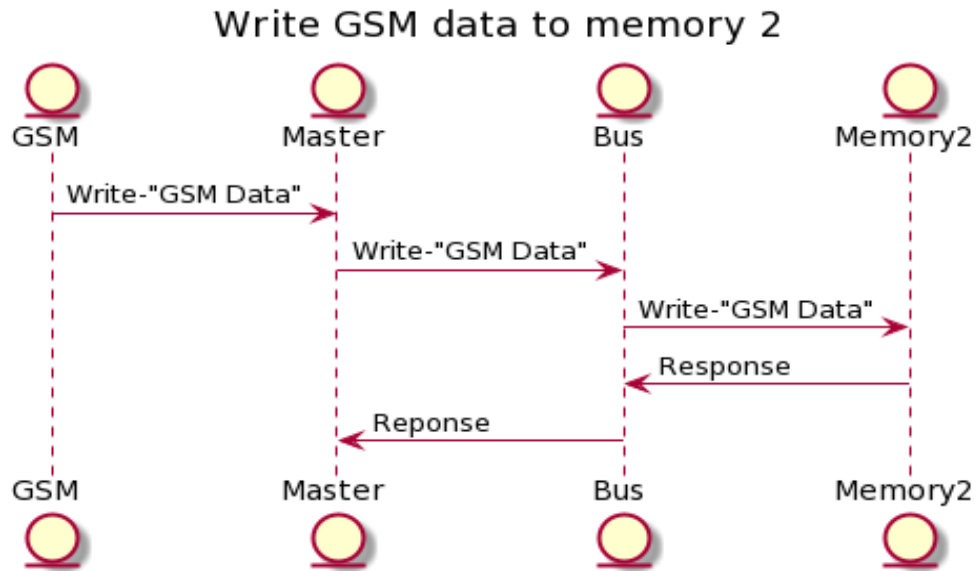 Write GSM data to memory 2
GSM Master Bus Memory2
Write-"GSM Data"
Write-"GSM Data"
Write-"GSM Data"
Response
Reponse
GSM Master Bus Memory2